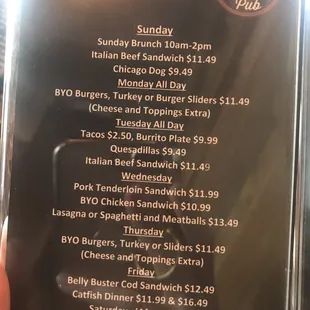 Pub
Sunday
Sunday Brunch 10am-2pm
Italian Beef Sandwich $11.49
Chicago Dog $9.49
Monday All Day
BYO Burgers, Turkey or Burger Sliders $11.49
(Cheese and Toppings Extra)
Tuesday All Day
Tacos $2.50, Burrito Plate $9.99
Quesadillas $9.49
Italian Beef Sandwich $11.49
Wednesday
Pork Tenderloin Sandwich $11.99
BYO Chicken Sandwich $10.99
Lasagna or Spaghetti and Meatballs $13.49
Thursday
BYO Burgers, Turkey or Sliders $11.49
(Cheese and Toppings Extra)
Friday
Belly Buster Cod Sandwich $12.49
Catfish Dinner $11.99 & $16.49
Saturday